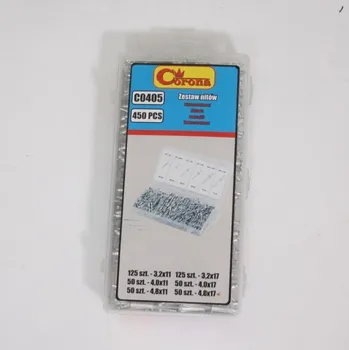 Corona
C0405
450 PCS
Zestaw nitów
125 szt. - 3,2x11 125 szt. - 3,2x17
50 szt. - 4,0x11 50 szt. - 4,0x17
50 szt. - 4,8x11 50 szt. - 4,0x17